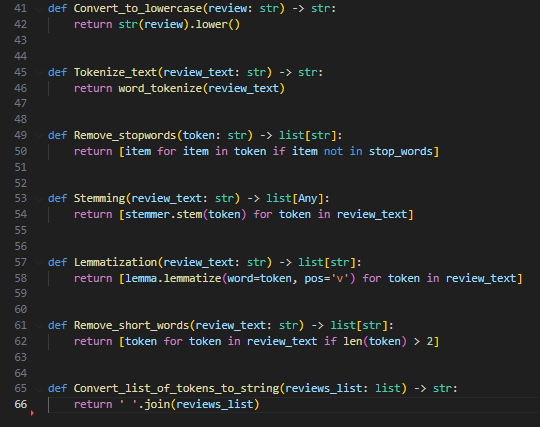 41 def Convert_to_lowercase(review: str) -> str:
42     return str(review).lower()
43
44
45 def Tokenize_text(review_text: str) -> str:
46     return word_tokenize(review_text)
47
48
49 def Remove_stopwords(token: str) -> list[str]:
50     return [item for item in token if item not in stop_words]
51
52
53 def Stemming(review_text: str) -> list[Any]:
54     return [stemmer.stem(token) for token in review_text]
55
56
57 def Lemmatization(review_text: str) -> list[str]:
58     return [lemma.lemmatize(word=token, pos='v') for token in review_text]
59
60
61 def Remove_short_words(review_text: str) -> list[str]:
62     return [token for token in review_text if len(token) > 2]
63
64
65 def Convert_list_of_tokens_to_string(reviews_list: list) -> str:
66     return ' '.join(reviews_list)